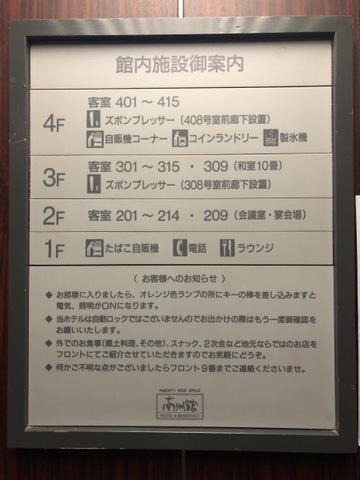 館内施設御案内
4F
客室 401 ～ 415
ズボンプレッサー (408号室前廊下設置)
自販機コーナー コインランドリー 製氷機
3F
客室 301 ～ 315 ・ 309 (和室10畳)
ズボンプレッサー (308号室前廊下設置)
2F 客室 201 ～ 214 ・ 209 (会議室・宴会場)
1F たばこ自販機 電話 ラウンジ
〈 お客様へのお知らせ 〉
◆ お部屋に入りましたら、オレンジ色ランプの所にキーの棒を差し込みますと
電気、照明がONになります。
◆ 当ホテルは自動ロックではございませんのでお出かけの際はもう一度御確認を
お願いいたします。
◆ 外でのお食事(郷土料理、その他)、スナック、2次会など地元ならではのお店を
フロントにてご紹介させていただきますのでお気軽にどうぞ。
◆ 何かご不明な点がございましたらフロント9番までご連絡くださいませ。
AMENITY WIDE SPACE
南洲館
HOTEL & RESIDENCE